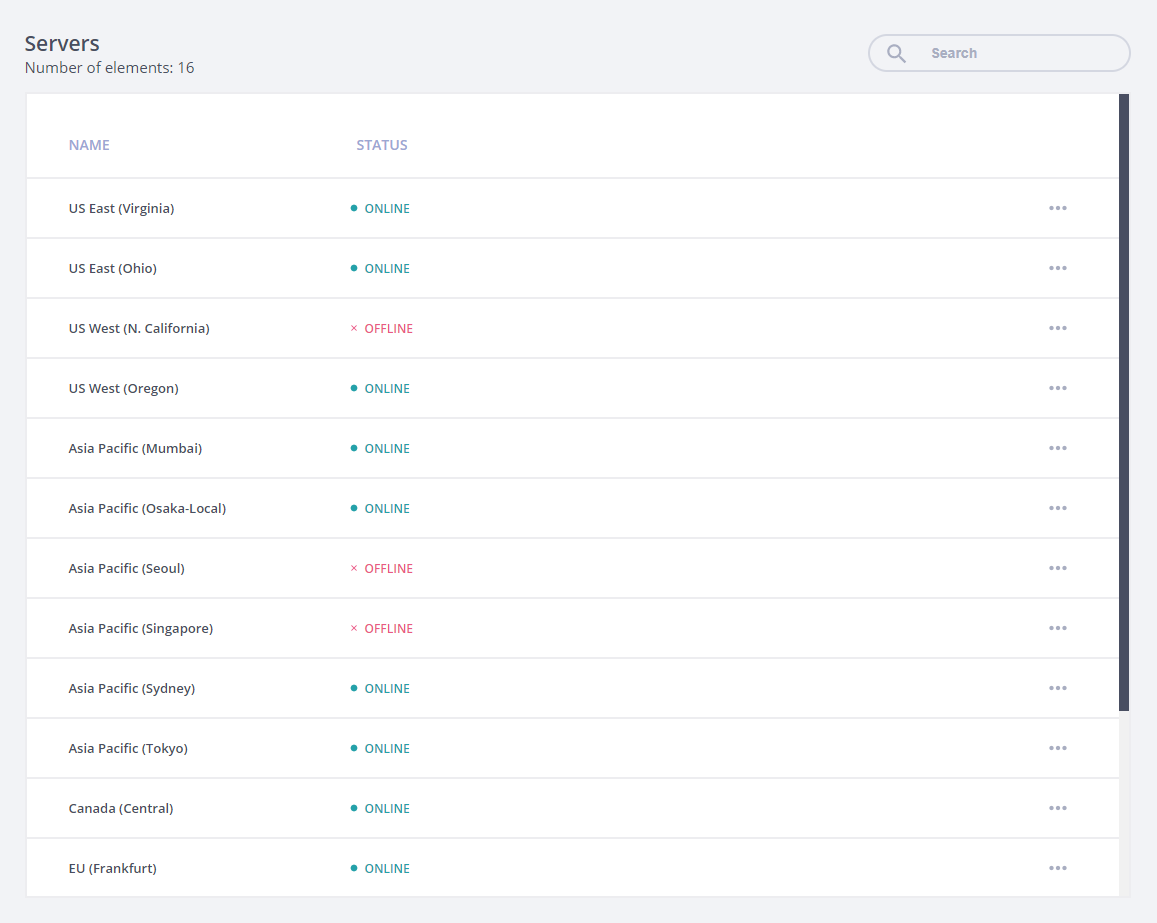 Servers
Number of elements: 16
Search
NAME STATUS
US East (Virginia) ONLINE
US East (Ohio) ONLINE
US West (N. California) × OFFLINE
US West (Oregon) ONLINE
Asia Pacific (Mumbai) ONLINE
Asia Pacific (Osaka-Local) ONLINE
Asia Pacific (Seoul) × OFFLINE
Asia Pacific (Singapore) × OFFLINE
Asia Pacific (Sydney) ONLINE
Asia Pacific (Tokyo) ONLINE
Canada (Central) ONLINE
EU (Frankfurt) ONLINE